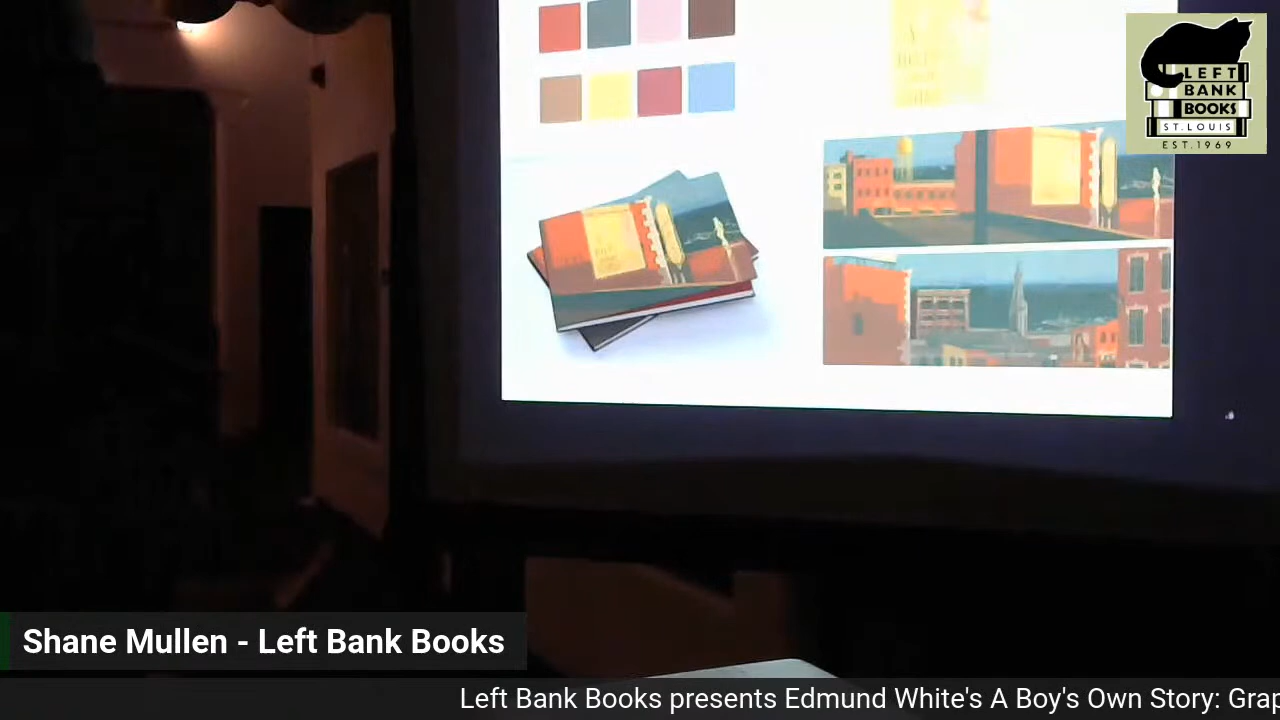 LEFT
BANK
BOOKS
ST. LOUIS
EST. 1969
Shane Mullen - Left Bank Books
Left Bank Books presents Edmund White's A Boy's Own Story: Grap